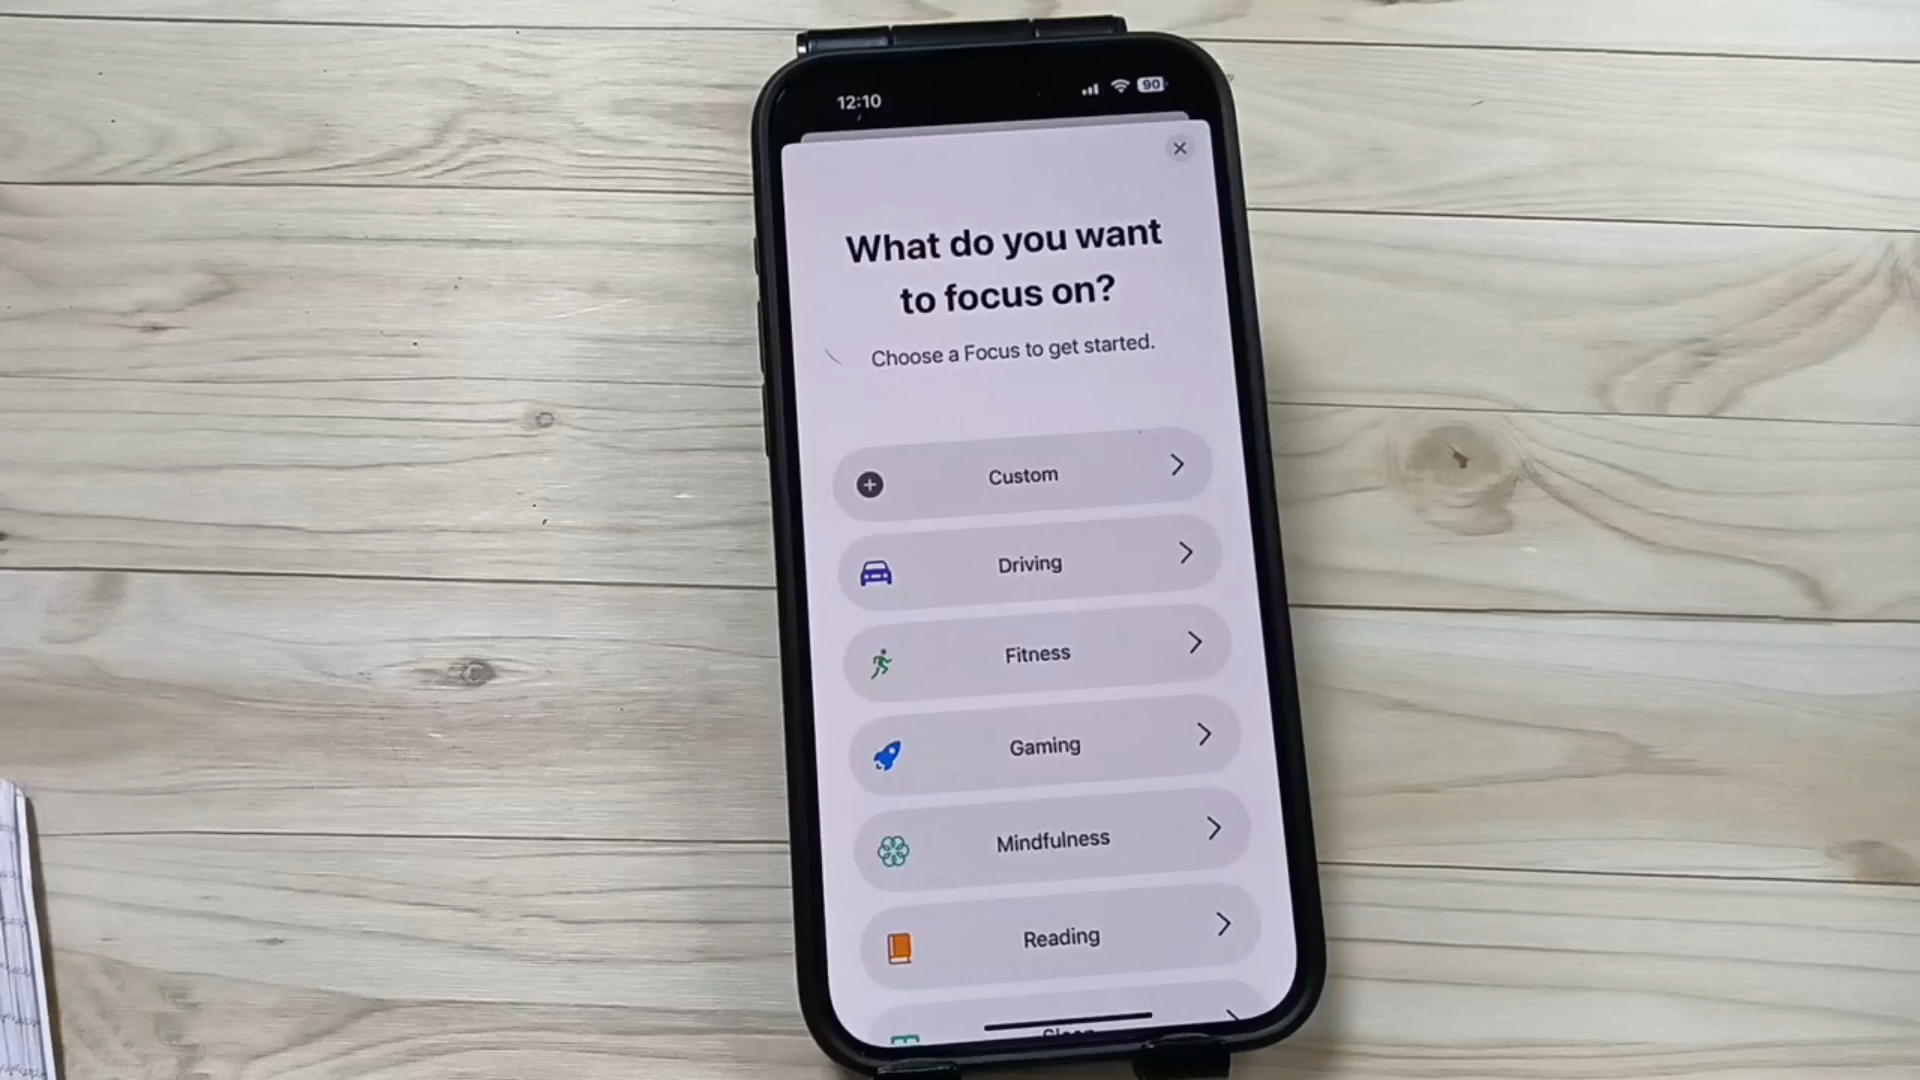 12:10
90
What do you want
to focus on?
Choose a Focus to get started.
Custom
Driving
Fitness
Gaming
Mindfulness
Reading
Sleep